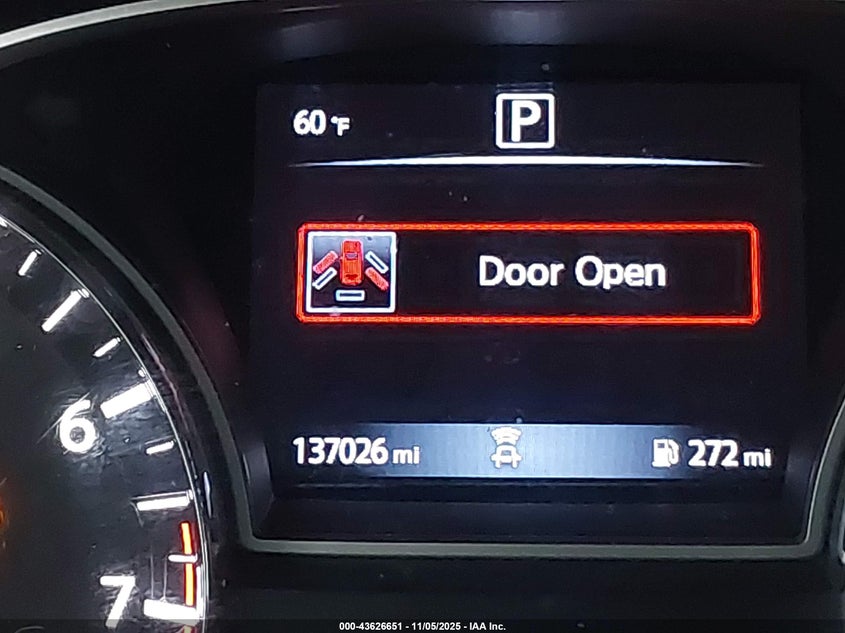 60 °F
P
Door Open
137026 mi
272 mi
6
7
000-43626651 - 11/05/2025 - IAA Inc.